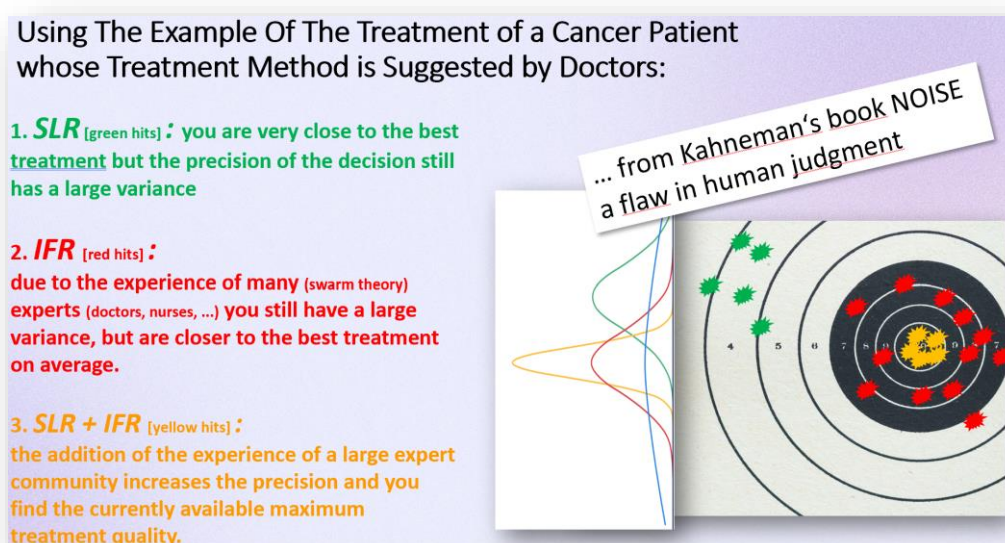 Using The Example Of The Treatment of a Cancer Patient
whose Treatment Method is Suggested by Doctors:
1. SLR [green hits] : you are very close to the best
treatment but the precision of the decision still
has a large variance
2. IFR [red hits] :
due to the experience of many (swarm theory)
experts (doctors, nurses, ...) you still have a large
variance, but are closer to the best treatment
on average.
3. SLR + IFR [yellow hits] :
the addition of the experience of a large expert
community increases the precision and you
find the currently available maximum
treatment quality.
... from Kahneman‘s book NOISE
a flaw in human judgment
4 5 6 7 8 9 9 7